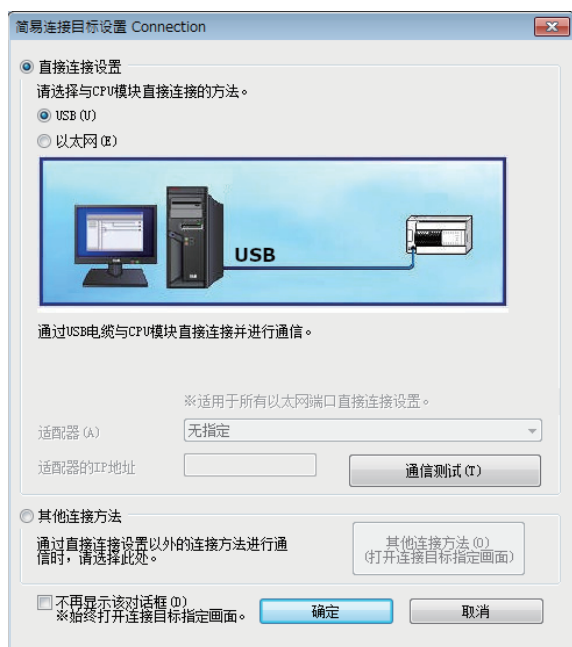 简易连接目标设置 Connection
直接连接设置
请选择与CPU模块直接连接的方法。
USB(U)
以太网(E)
USB
通过USB电缆与CPU模块直接连接并进行通信。
※适用于所有以太网端口直接连接设置。
适配器(A)
无指定
适配器的IP地址
通信测试(T)
其他连接方法
通过直接连接设置以外的连接方法进行通
信时，请选择此处。
其他连接方法(O)
(打开连接目标指定画面)
不再显示该对话框(D)
※始终打开连接目标指定画面。
确定
取消